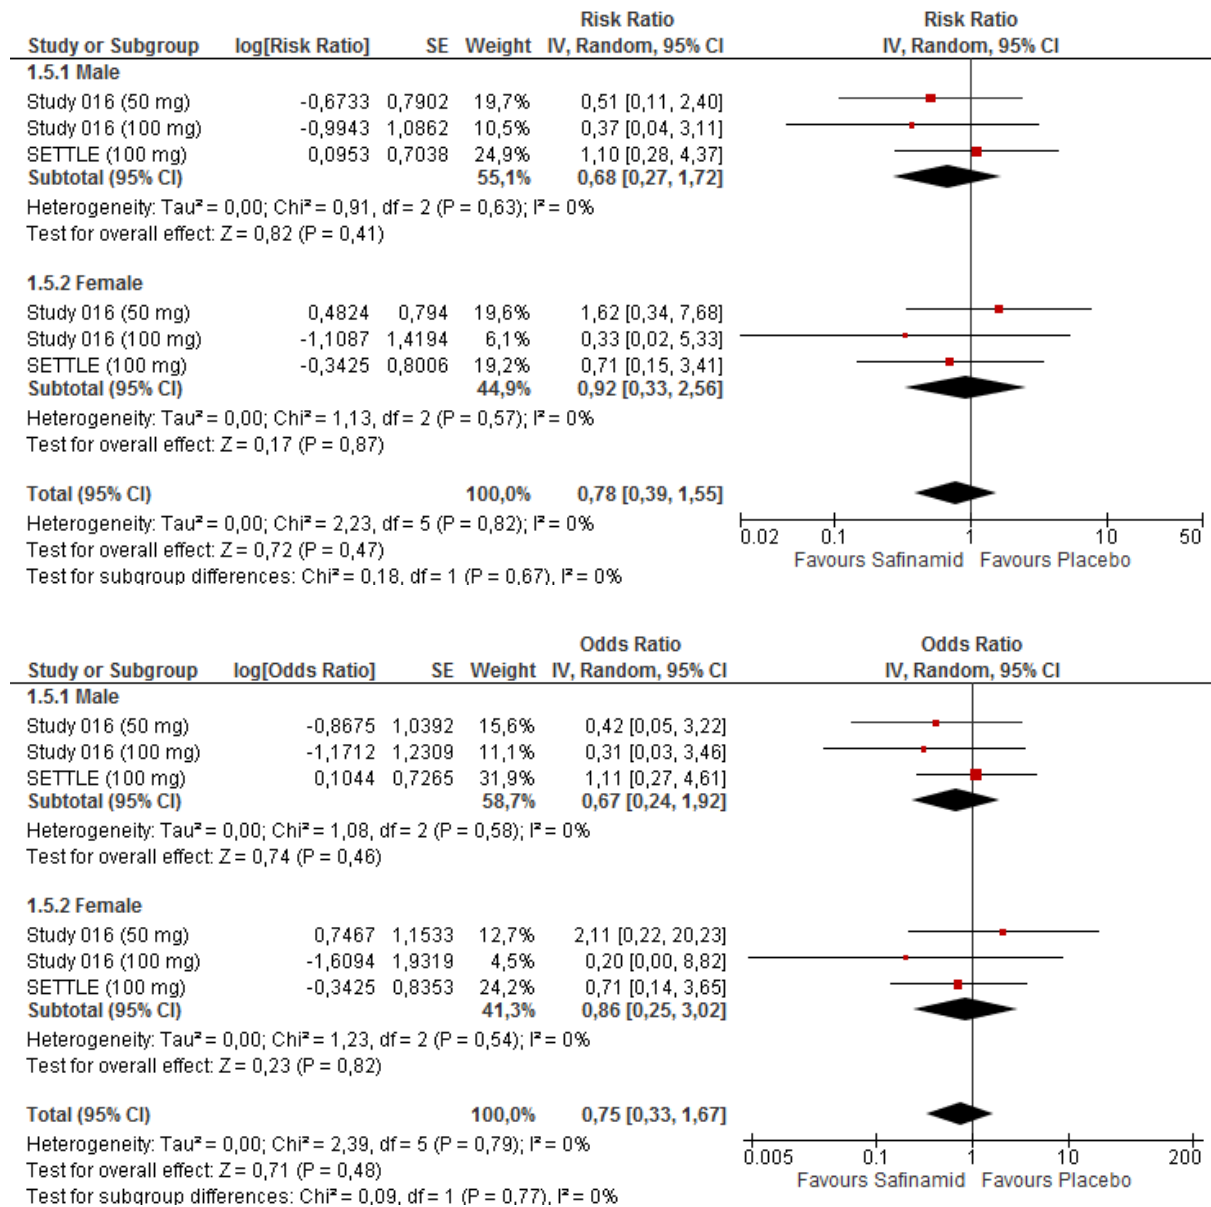 Risk Ratio Risk Ratio
Study or Subgroup log[Risk Ratio] SE Weight IV, Random, 95% CI IV, Random, 95% CI
1.5.1 Male
Study 016 (50 mg) -0,6733 0,7902 19,7% 0,51 [0,11, 2,40]
Study 016 (100 mg) -0,9943 1,0862 10,5% 0,37 [0,04, 3,11]
SETTLE (100 mg) 0,0953 0,7038 24,9% 1,10 [0,28, 4,37]
Subtotal (95% CI) 55,1% 0,68 [0,27, 1,72]
Heterogeneity: Tau² = 0,00; Chi² = 0,91, df = 2 (P = 0,63); I² = 0%
Test for overall effect: Z = 0,82 (P = 0,41)
1.5.2 Female
Study 016 (50 mg) 0,4824 0,794 19,6% 1,62 [0,34, 7,68]
Study 016 (100 mg) -1,1087 1,4194 6,1% 0,33 [0,02, 5,33]
SETTLE (100 mg) -0,3425 0,8006 19,2% 0,71 [0,15, 3,41]
Subtotal (95% CI) 44,9% 0,92 [0,33, 2,56]
Heterogeneity: Tau² = 0,00; Chi² = 1,13, df = 2 (P = 0,57); I² = 0%
Test for overall effect: Z = 0,17 (P = 0,87)
Total (95% CI) 100,0% 0,78 [0,39, 1,55]
Heterogeneity: Tau² = 0,00; Chi² = 2,23, df = 5 (P = 0,82); I² = 0%
Test for overall effect: Z = 0,72 (P = 0,47)
Test for subgroup differences: Chi² = 0,18, df = 1 (P = 0,67), I² = 0%
0.02 0.1 1 10 50
Favours Safinamid Favours Placebo
Odds Ratio Odds Ratio
Study or Subgroup log[Odds Ratio] SE Weight IV, Random, 95% CI IV, Random, 95% CI
1.5.1 Male
Study 016 (50 mg) -0,8675 1,0392 15,6% 0,42 [0,05, 3,22]
Study 016 (100 mg) -1,1712 1,2309 11,1% 0,31 [0,03, 3,46]
SETTLE (100 mg) 0,1044 0,7265 31,9% 1,11 [0,27, 4,61]
Subtotal (95% CI) 58,7% 0,67 [0,24, 1,92]
Heterogeneity: Tau² = 0,00; Chi² = 1,08, df = 2 (P = 0,58); I² = 0%
Test for overall effect: Z = 0,74 (P = 0,46)
1.5.2 Female
Study 016 (50 mg) 0,7467 1,1533 12,7% 2,11 [0,22, 20,23]
Study 016 (100 mg) -1,6094 1,9319 4,5% 0,20 [0,00, 8,82]
SETTLE (100 mg) -0,3425 0,8353 24,2% 0,71 [0,14, 3,65]
Subtotal (95% CI) 41,3% 0,86 [0,25, 3,02]
Heterogeneity: Tau² = 0,00; Chi² = 1,23, df = 2 (P = 0,54); I² = 0%
Test for overall effect: Z = 0,23 (P = 0,82)
Total (95% CI) 100,0% 0,75 [0,33, 1,67]
Heterogeneity: Tau² = 0,00; Chi² = 2,39, df = 5 (P = 0,79); I² = 0%
Test for overall effect: Z = 0,71 (P = 0,48)
Test for subgroup differences: Chi² = 0,09, df = 1 (P = 0,77), I² = 0%
0.005 0.1 1 10 200
Favours Safinamid Favours Placebo